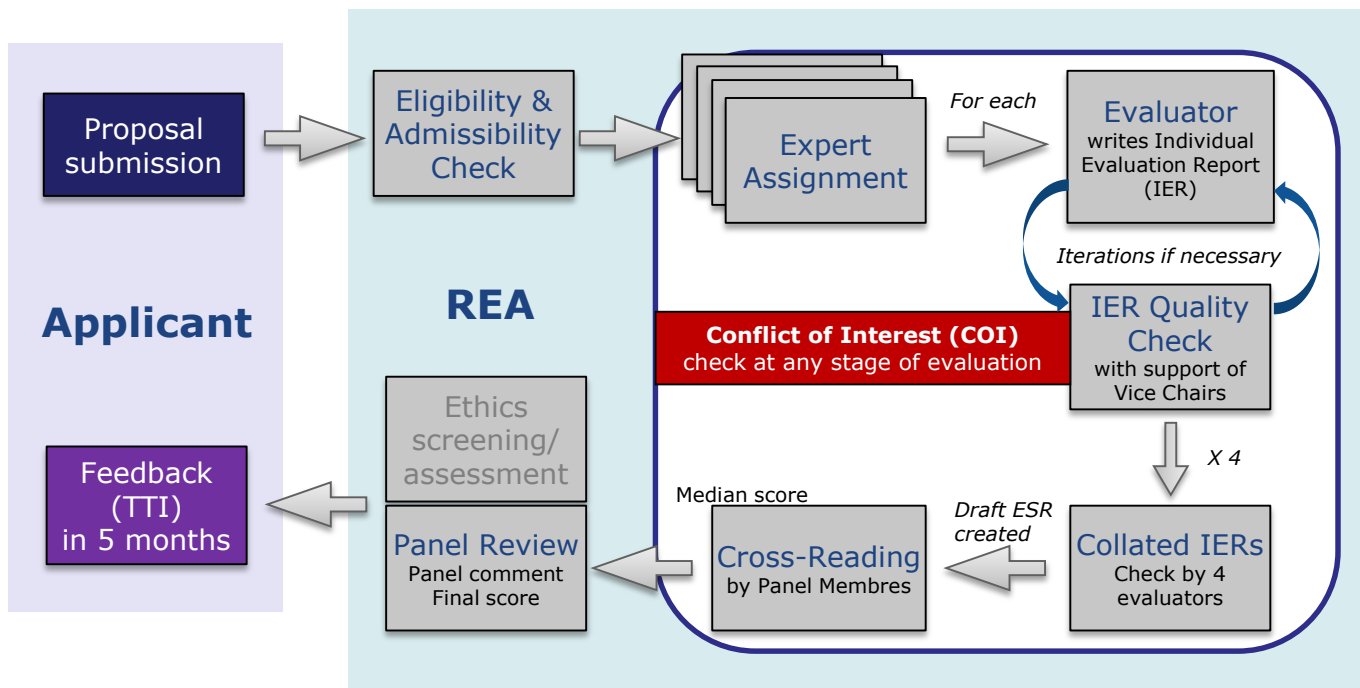 Proposal
submission
Eligibility &
Admissibility
Check
Expert
Assignment
For each
Evaluator
writes Individual
Evaluation Report
(IER)
Iterations if necessary
Applicant
REA
Conflict of Interest (COI)
check at any stage of evaluation
IER Quality
Check
with support of
Vice Chairs
X 4
Collated IERs
Check by 4
evaluators
Draft ESR
created
Median score
Cross-Reading
by Panel Membres
Ethics
screening/
assessment
Panel Review
Panel comment
Final score
Feedback
(TTI)
in 5 months